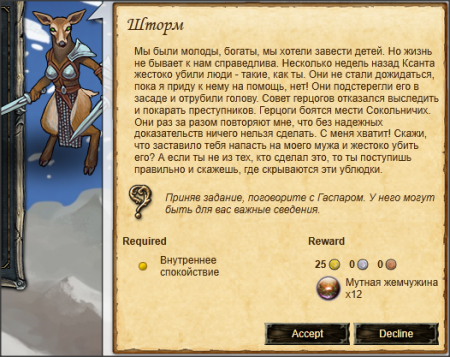 Шторм
Мы были молоды, богаты, мы хотели завести детей. Но жизнь
не бывает к нам справедлива. Несколько недель назад Ксанта
жестоко убили люди - такие, как ты. Они не стали дожидаться,
пока я приду к нему на помощь, нет! Они подстерегли его в
засаде и отрубили голову. Совет герцогов отказался выследить
и покарать преступников. Герцоги боятся мести Сокольничих.
Они раз за разом повторяют мне, что без надежных
доказательств ничего нельзя сделать. С меня хватит! Скажи,
что заставило тебя напасть на моего мужа и жестоко убить
его? А если ты не из тех, кто сделал это, то ты поступишь
правильно и скажешь, где скрываются эти ублюдки.
Приняв задание, поговорите с Гаспаром. У него могут
быть для вас важные сведения.
Required
Внутреннее
спокойствие
Reward
25 0 0
Мутная жемчужина
x12
Accept
Decline